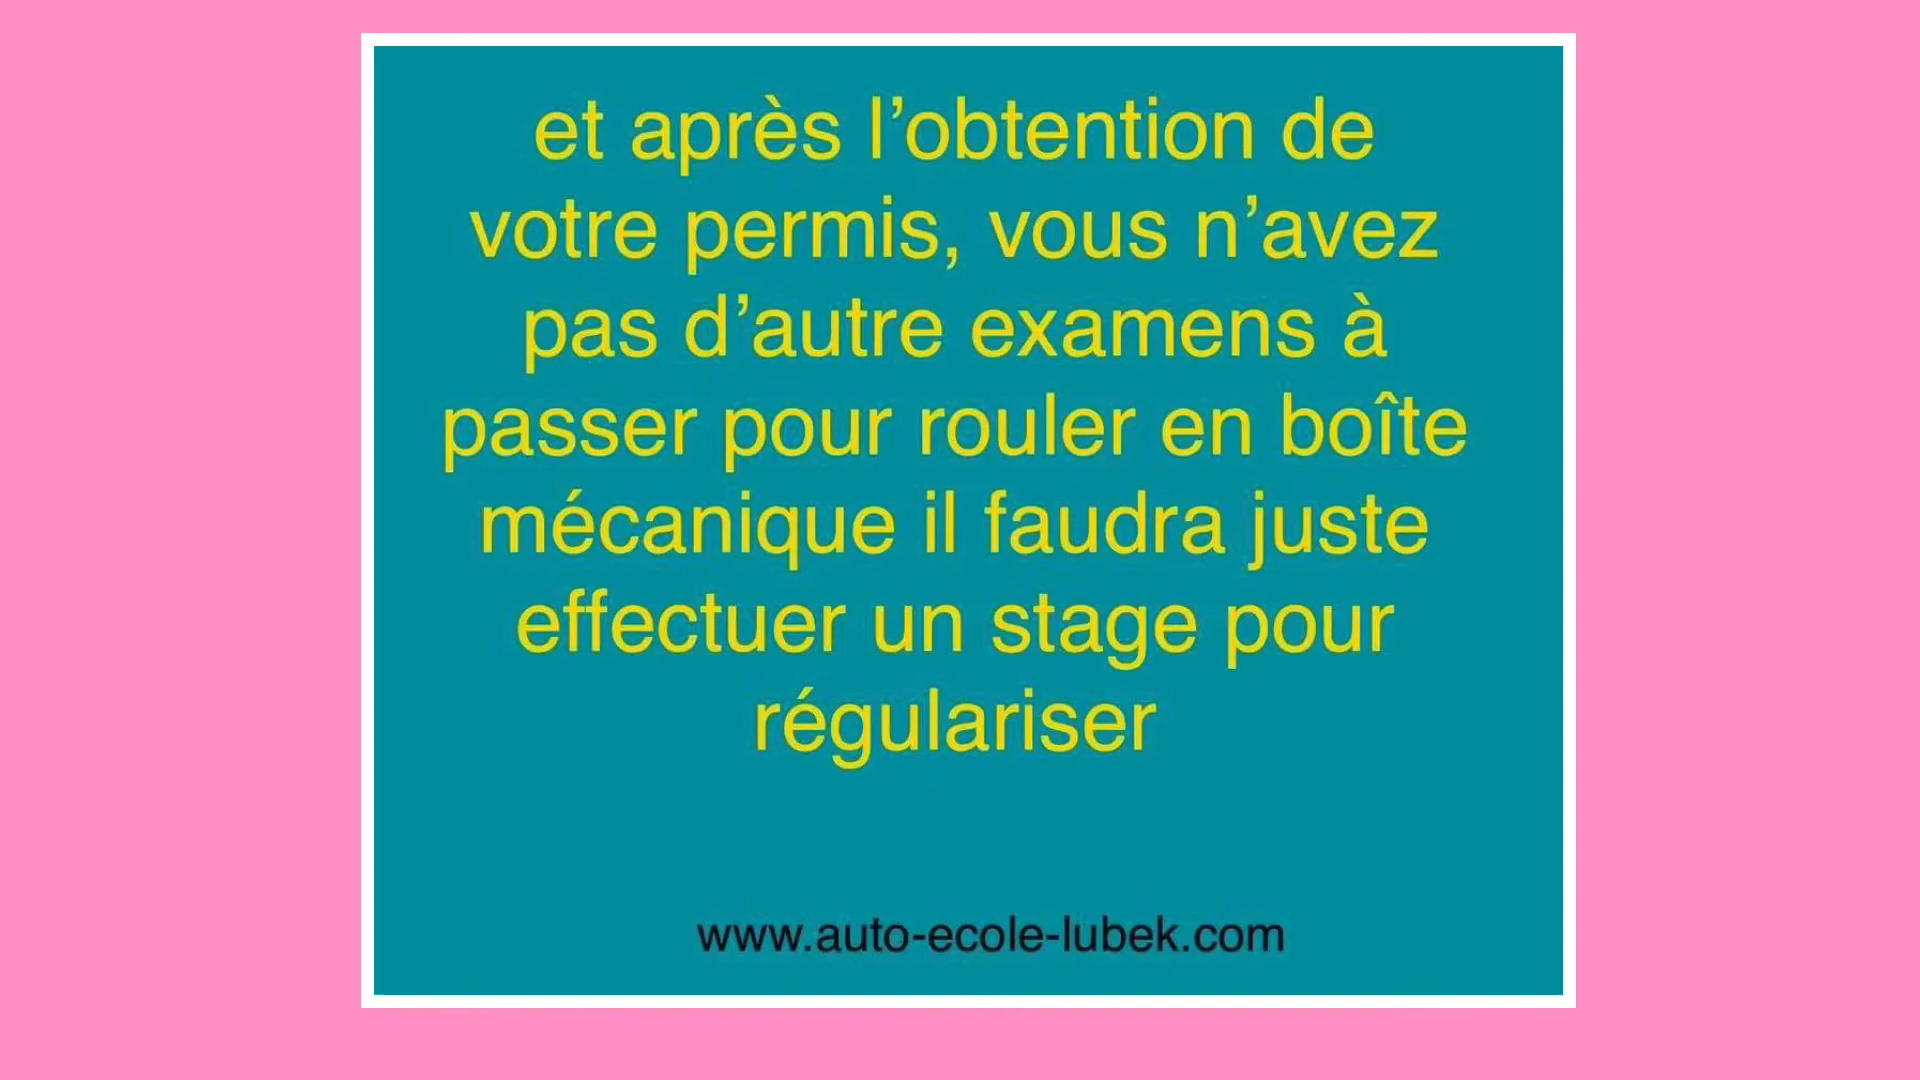 et après l’obtention de
votre permis, vous n’avez
pas d’autre examens à
passer pour rouler en boîte
mécanique il faudra juste
effectuer un stage pour
régulariser
www.auto-ecole-lubek.com